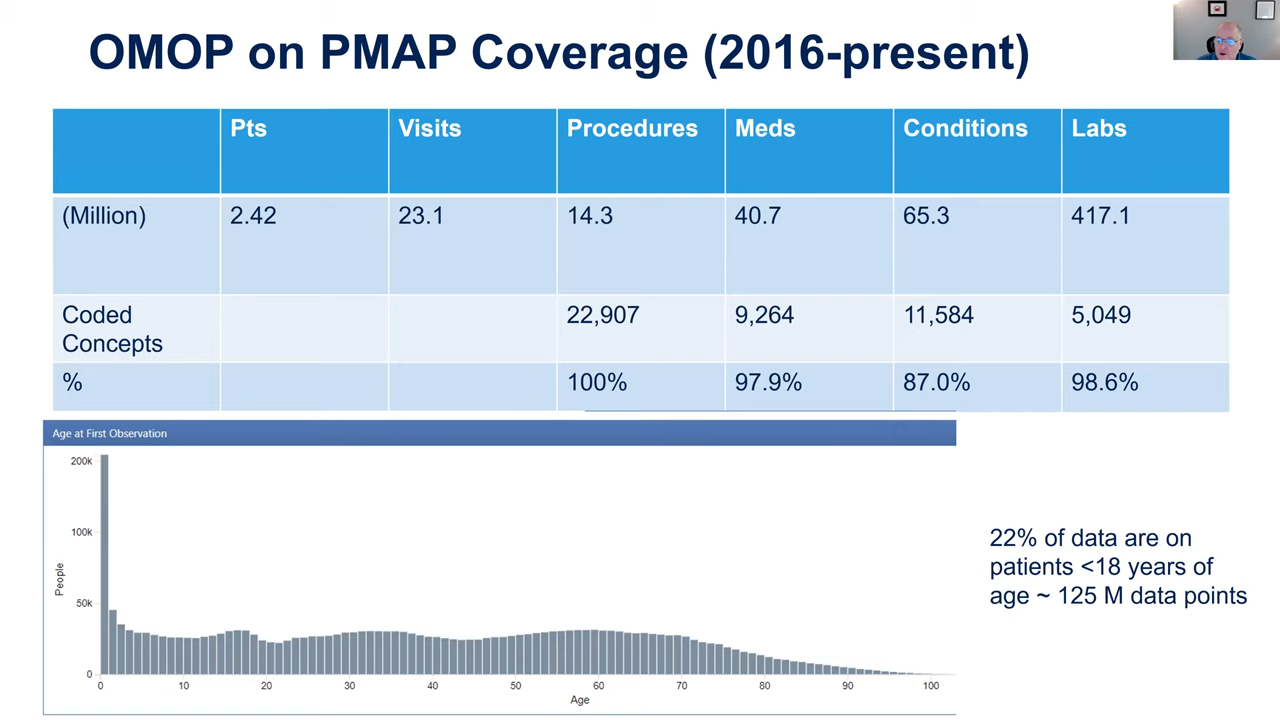 OMOP on PMAP Coverage (2016-present)
Pts Visits Procedures Meds Conditions Labs
(Million) 2.42 23.1 14.3 40.7 65.3 417.1
Coded
Concepts 22,907 9,264 11,584 5,049
% 100% 97.9% 87.0% 98.6%
Age at First Observation
200k
100k
50k
0
People
0 10 20 30 40 50 60 70 80 90 100
Age
22% of data are on
patients <18 years of
age ~ 125 M data points